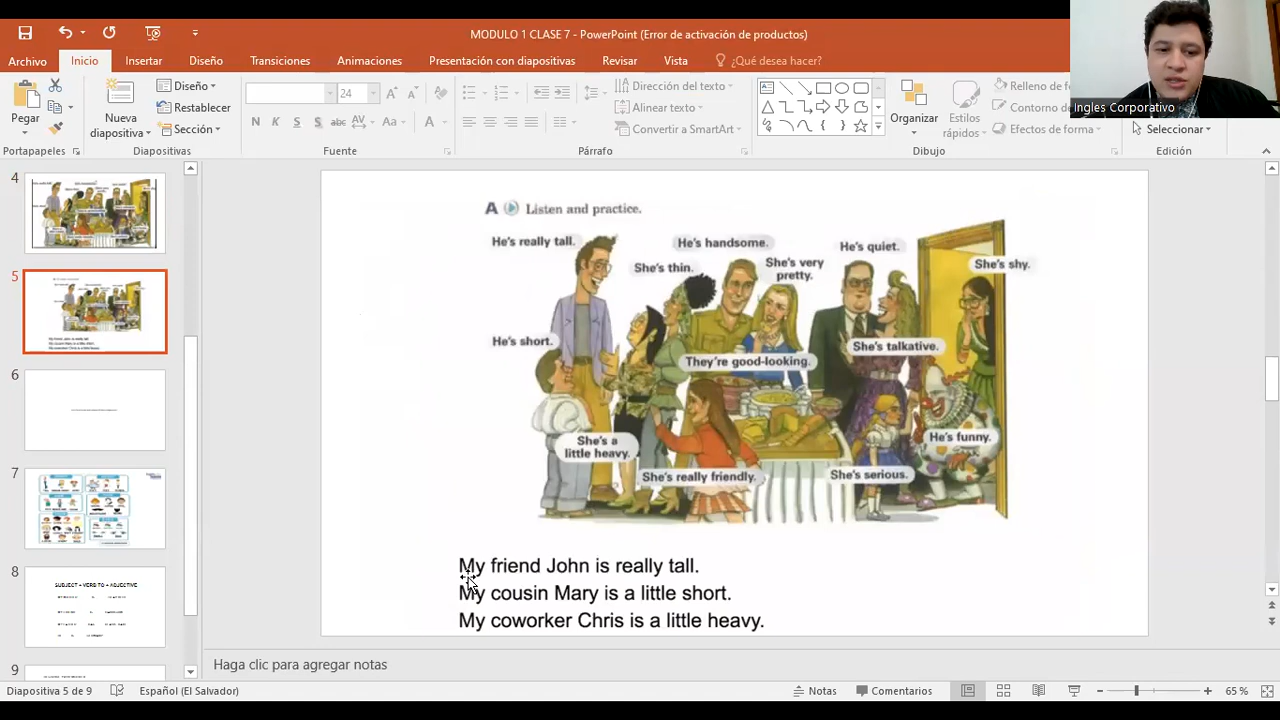 MODULO 1 CLASE 7 - PowerPoint (Error de activación de productos)
Archivo Inicio Insertar Diseño Transiciones Animaciones Presentación con diapositivas Revisar Vista ¿Qué desea hacer?
Ingles Corporativo
Pegar
Nueva diapositiva
Diseño
Restablecer
Sección
24
N K S abc AV Aa A
Dirección del texto
Alinear texto
Convertir a SmartArt
Organizar
Estilos rápidos
Relleno de
Contorno de
Efectos de forma
Seleccionar
Portapapeles Diapositivas Fuente Párrafo Dibujo Edición
4
5
6
7
8
SUBJECT + VERB TO + ADJECTIVE
9
A Listen and practice.
He's really tall.
He's handsome.
He's quiet.
She's thin.
She's very pretty.
She's shy.
He's short.
They're good-looking.
She's talkative.
She's a little heavy.
He's funny.
She's really friendly.
She's serious.
My friend John is really tall.
My cousin Mary is a little short.
My coworker Chris is a little heavy.
Haga clic para agregar notas
Diapositiva 5 de 9 Español (El Salvador) Notas Comentarios 65 %